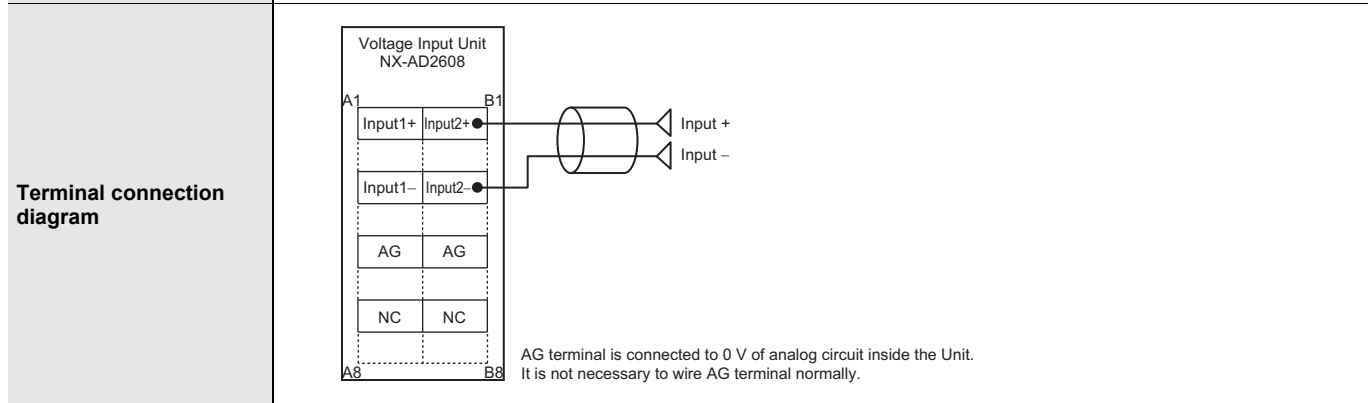 Terminal connection
diagram
Voltage Input Unit
NX-AD2608
A1 B1
Input1+ Input2+ Input +
Input –
Input1– Input2–
AG AG
NC NC
A8 B8
AG terminal is connected to 0 V of analog circuit inside the Unit.
It is not necessary to wire AG terminal normally.